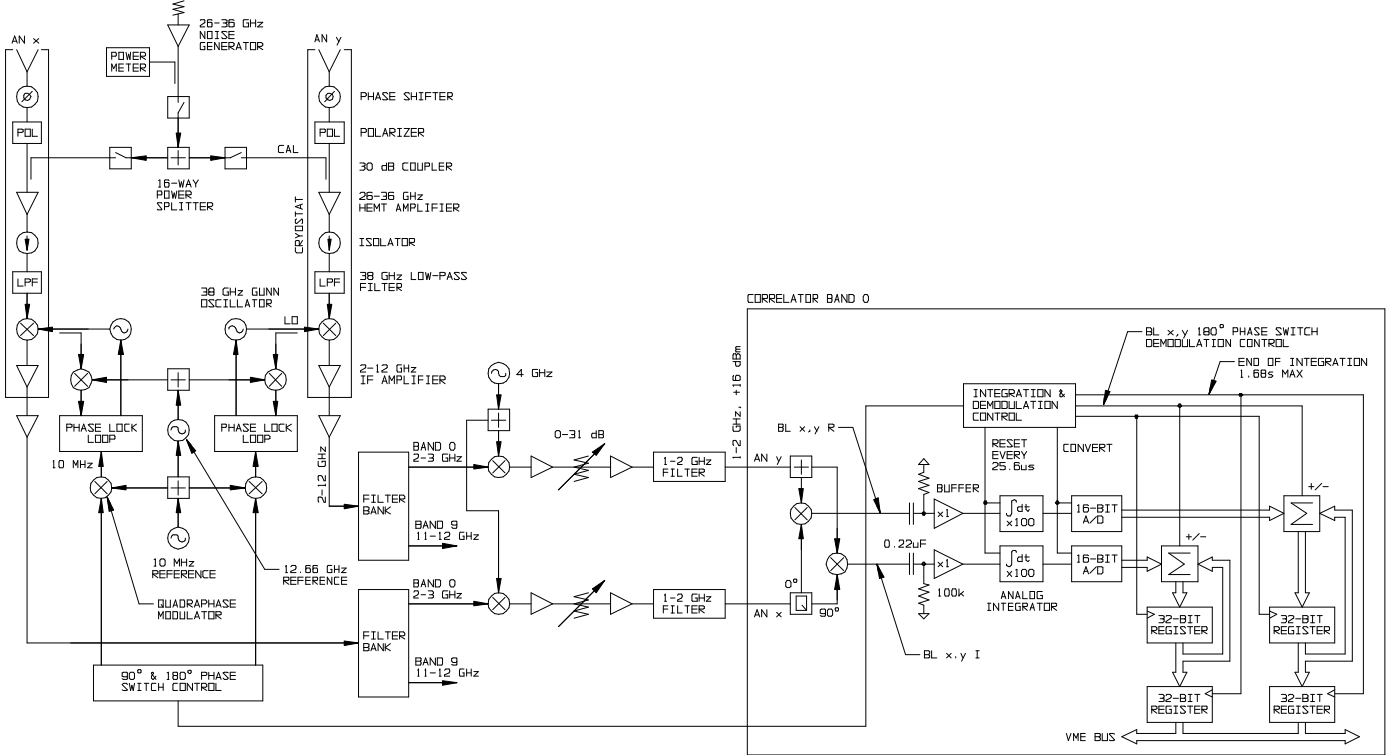 26-36 GHz
NOISE
GENERATOR
AN x
AN y
POWER
METER
PHASE SHIFTER
POL
POL
POLARIZER
CAL
30 dB COUPLER
16-WAY
POWER
SPLITTER
26-36 GHz
HEMT AMPLIFIER
CRYOSTAT
ISOLATOR
LPF
LPF
38 GHz LOW-PASS
FILTER
38 GHz GUNN
OSCILLATOR
LO
2-12 GHz
IF AMPLIFIER
PHASE LOCK
LOOP
PHASE LOCK
LOOP
10 MHz
10 MHz
REFERENCE
12.66 GHz
REFERENCE
QUADRAPHASE
MODULATOR
90° & 180° PHASE
SWITCH CONTROL
2-12 GHz
FILTER
BANK
BAND 0
2-3 GHz
BAND 9
11-12 GHz
FILTER
BANK
BAND 0
2-3 GHz
BAND 9
11-12 GHz
4 GHz
0-31 dB
1-2 GHz
FILTER
1-2 GHz
FILTER
1-2 GHz, +16 dBm
CORRELATOR BAND 0
AN y
AN x
0°
Q
90°
BL x,y R
BL x.y I
BUFFER
x1
x1
0.22uF
100k
INTEGRATION &
DEMODULATION
CONTROL
RESET
EVERY
25.6us
CONVERT
∫dt
x100
∫dt
x100
ANALOG
INTEGRATOR
16-BIT
A/D
16-BIT
A/D
BL x,y 180° PHASE SWITCH
DEMODULATION CONTROL
END OF INTEGRATION
1.68s MAX
+/-
Σ
+/-
Σ
32-BIT
REGISTER
32-BIT
REGISTER
32-BIT
REGISTER
32-BIT
REGISTER
VME BUS